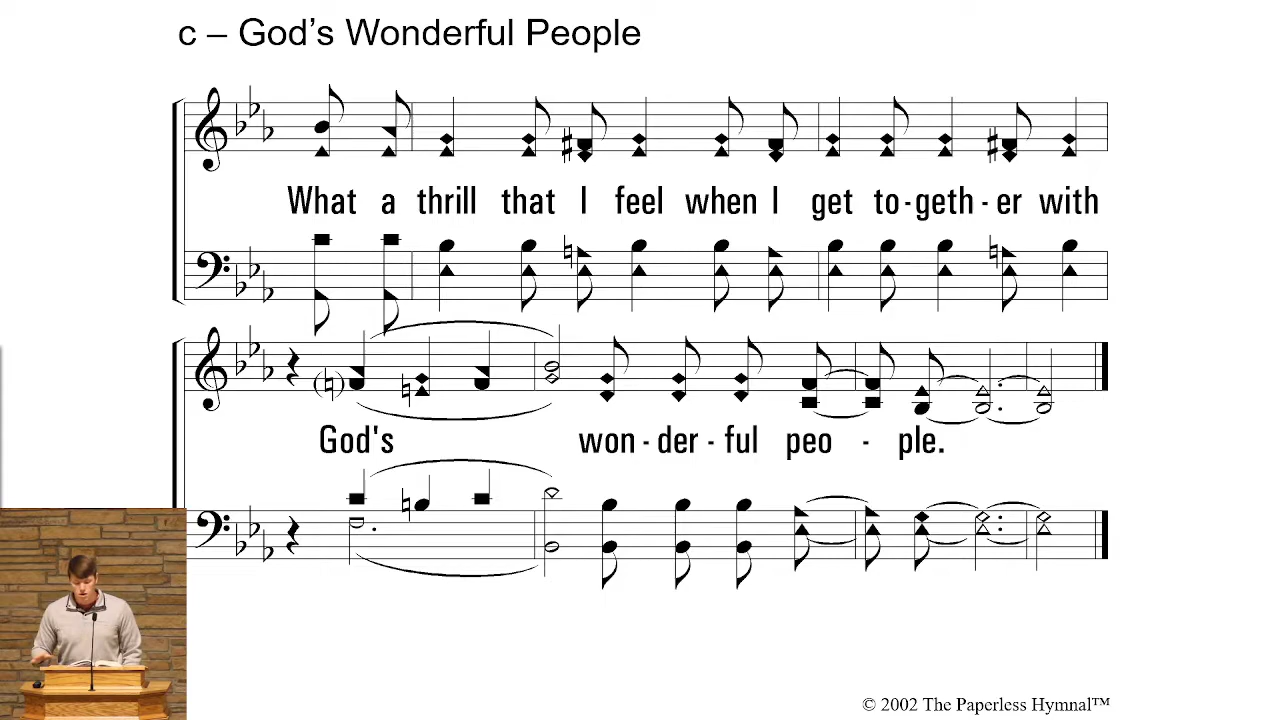 c – God’s Wonderful People
What a thrill that I feel when I get to-geth-er with
God's won-der-ful peo-ple.
© 2002 The Paperless Hymnal™